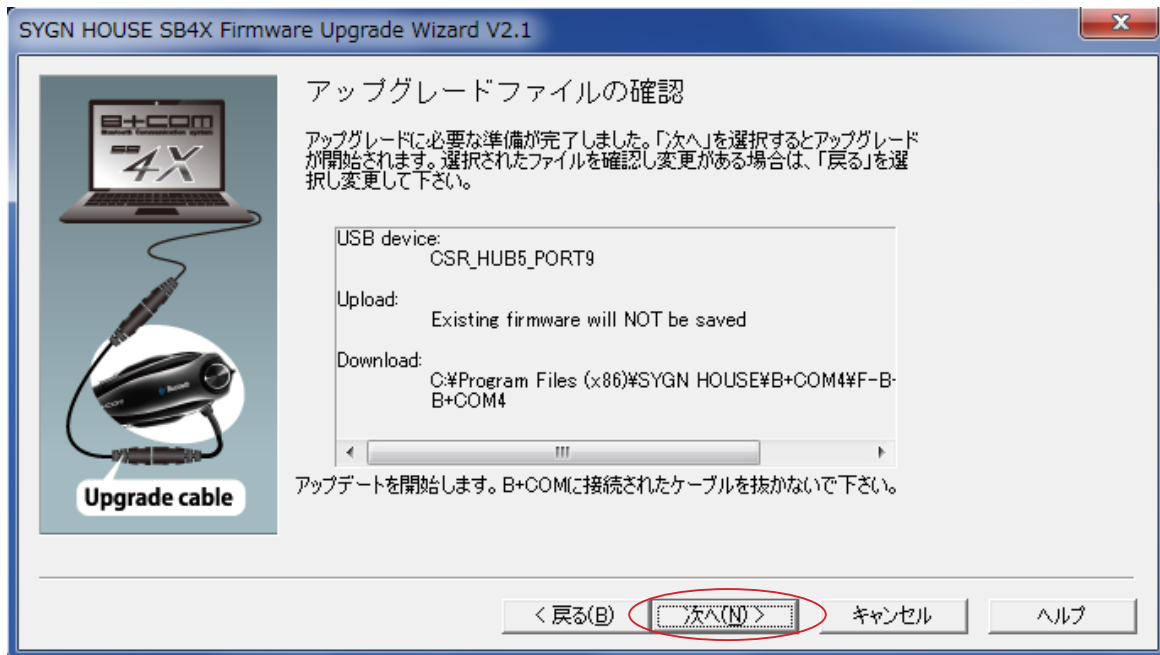 SYGN HOUSE SB4X Firmware Upgrade Wizard V2.1
アップグレードファイルの確認
アップグレードに必要な準備が完了しました。「次へ」を選択するとアップグレード
が開始されます。選択されたファイルを確認し変更がある場合は、「戻る」を選
択し変更して下さい。
B+COM
Bluetooth Communication system
SB
4X
USB device:
CSR_HUB5_PORT9
Upload:
Existing firmware will NOT be saved
Download:
C:¥Program Files (x86)¥SYGN HOUSE¥B+COM4¥F-B-
B+COM4
Bluetooth
Upgrade cable
アップデートを開始します。B+COMに接続されたケーブルを抜かないで下さい。
< 戻る(B)
次へ(N) >
キャンセル
ヘルプ